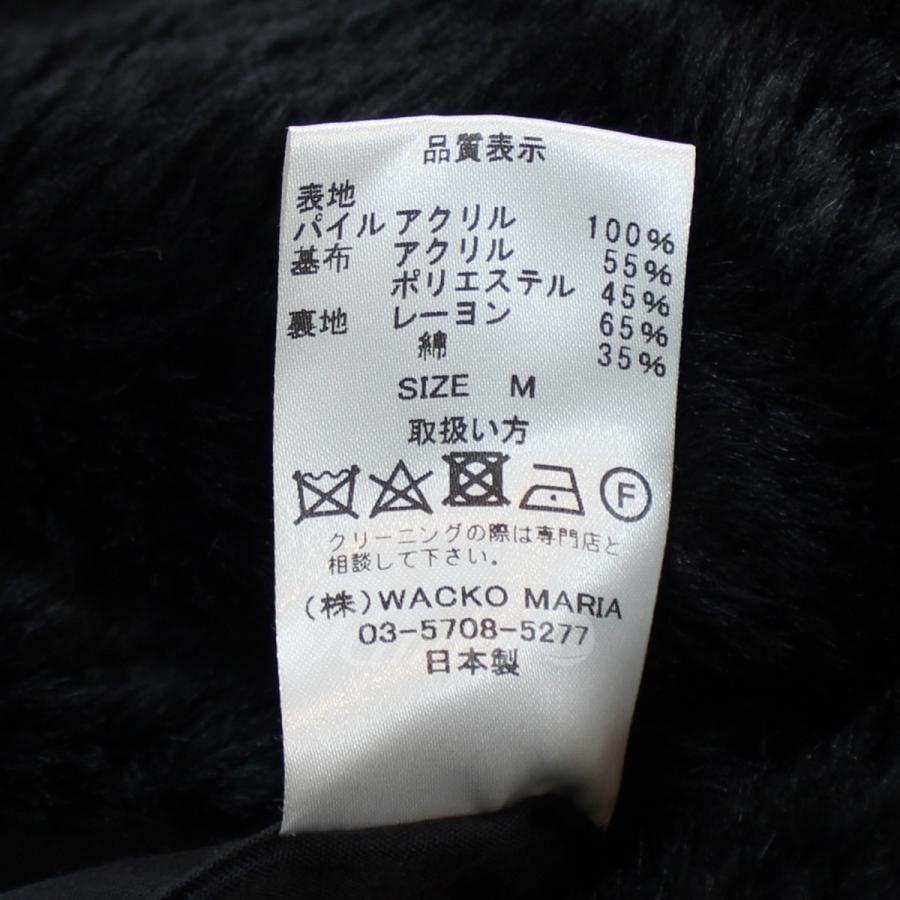 品質表示
表地
パイル アクリル 100%
基布 アクリル 55%
ポリエステル 45%
裏地 レーヨン 65%
綿 35%
SIZE M
取扱い方
F
クリーニングの際は専門店と
相談して下さい。
(株)WACKO MARIA
03-5708-5277
日本製